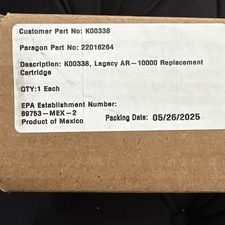 Customer Part No: K00338
Paragon Part No: 22016264
Description: K00338, Legacy AR-10000 Replacement
Cartridge
QTY:1 Each
EPA Establishment Number:
89753-MEX-2
Product of Mexico
Packing Date: 05/26/2025